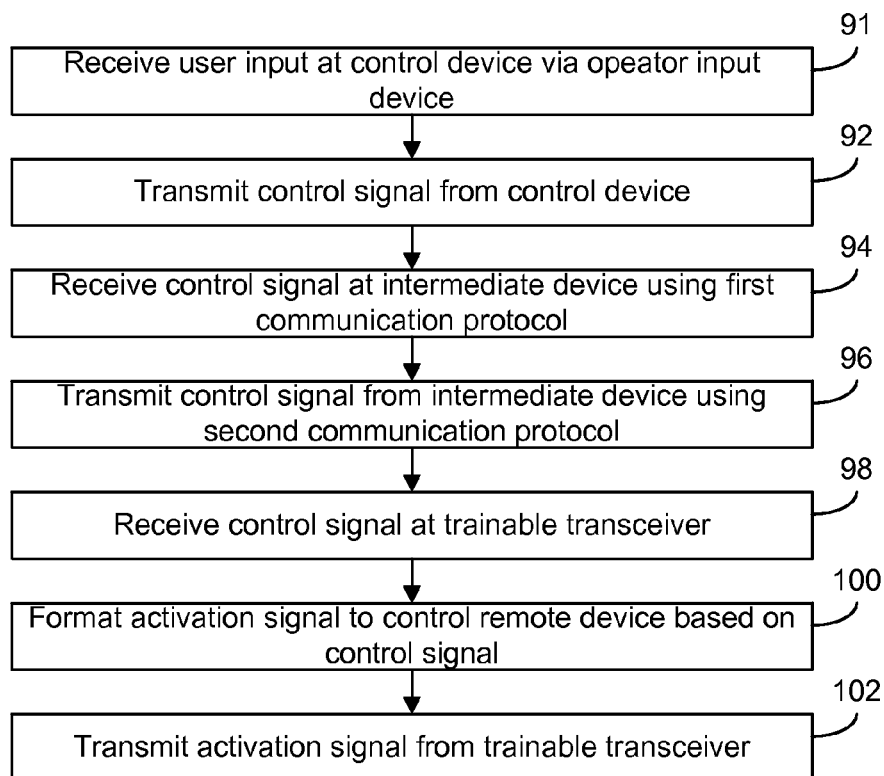 91
Receive user input at control device via opeator input
device
92
Transmit control signal from control device
94
Receive control signal at intermediate device using first
communication protocol
96
Transmit control signal from intermediate device using
second communication protocol
98
Receive control signal at trainable transceiver
100
Format activation signal to control remote device based on
control signal
102
Transmit activation signal from trainable transceiver